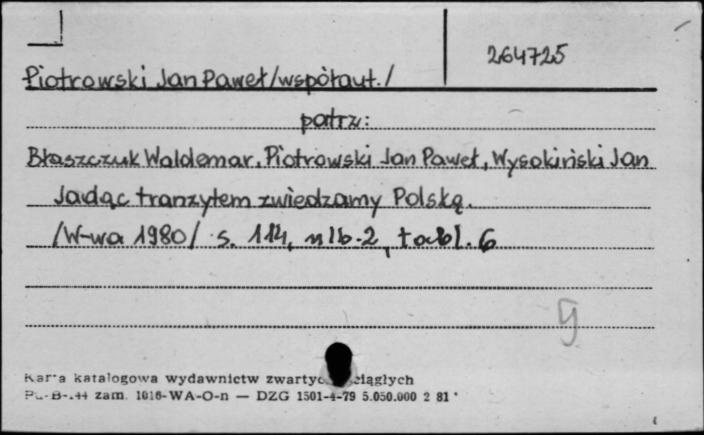 264725
Piotrowski Jan Paweł/współaut./
patrz:
Błaszczuk Waldemar, Piotrowski Jan Paweł, Wysokiński Jan
Jadąc tranzytem zwiedzamy Polskę.
/W-wa 1980/ s. 114, nlb.2, tabl. 6
Karta katalogowa wydawnictw ciągłych
zam. 1016-WA-O-n — DZG 1501-4-79 5.050.000 2 81